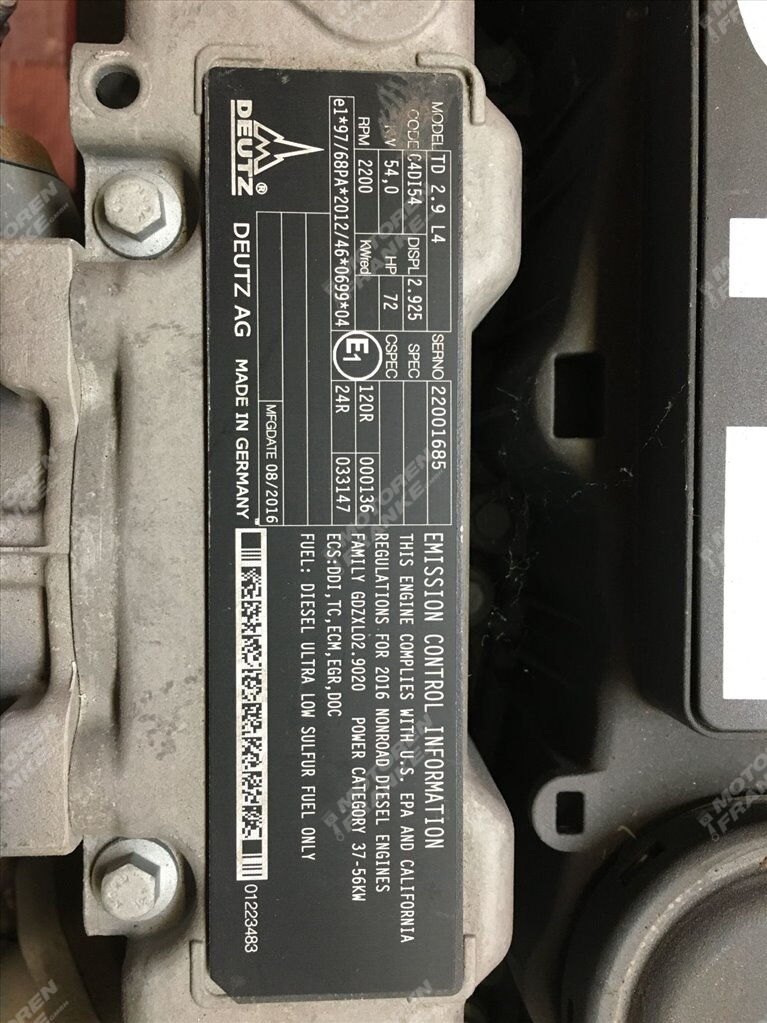 MODEL TD 2.9 L4 SERNO 22001685
CODE C4DI54 DISPL 2.925 SPEC
KW 54,0 HP 72 CSPEC
RPM 2200 KWred E1 120R 000136
e1*97/68PA*2012/46*0699*04 24R 033147
MFGDATE 08/2016
DEUTZ® DEUTZ AG MADE IN GERMANY
EMISSION CONTROL INFORMATION
THIS ENGINE COMPLIES WITH U.S. EPA AND CALIFORNIA
REGULATIONS FOR 2016 NONROAD DIESEL ENGINES
FAMILY GDZXL02.9020 POWER CATEGORY 37-56KW
ECS:DDI,TC,ECM,EGR,DOC
FUEL: DIESEL ULTRA LOW SULFUR FUEL ONLY
01223483
MOTOREN
FRANKE